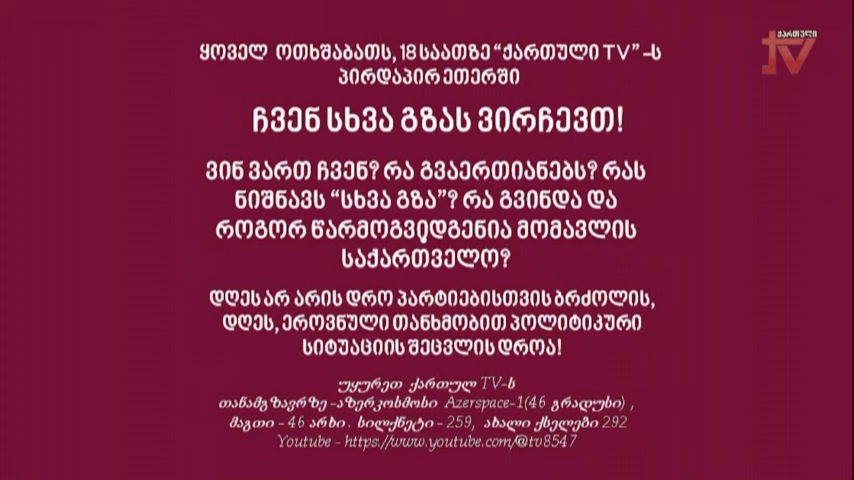 ქართული
TV
ყოველ ოთხშაბათს, 18 საათზე “ქართული TV” –ს
პირდაპირ ეთერში
ჩვენ სხვა გზას ვირჩევთ!
ვინ ვართ ჩვენ? რა გვაერთიანებს? რას
ნიშნავს “სხვა გზა”? რა გვინდა და
როგორ წარმოგვიდგენია მომავლის
საქართველო?
დღეს არ არის დრო პარტიებისთვის ბრძოლის,
დღეს, ეროვნული თანხმობით პოლიტიკური
სიტუაციის შეცვლის დროა!
უყურეთ ქართულ TV-ს
თანამგზავრზე -აზერკოსმოსი Azerspace-1(46 გრადუსი) ,
მაგთი - 46 არხი . სილქნეტი - 259, ახალი ქსელები 292
Youtube - https://www.youtube.com/@tv8547